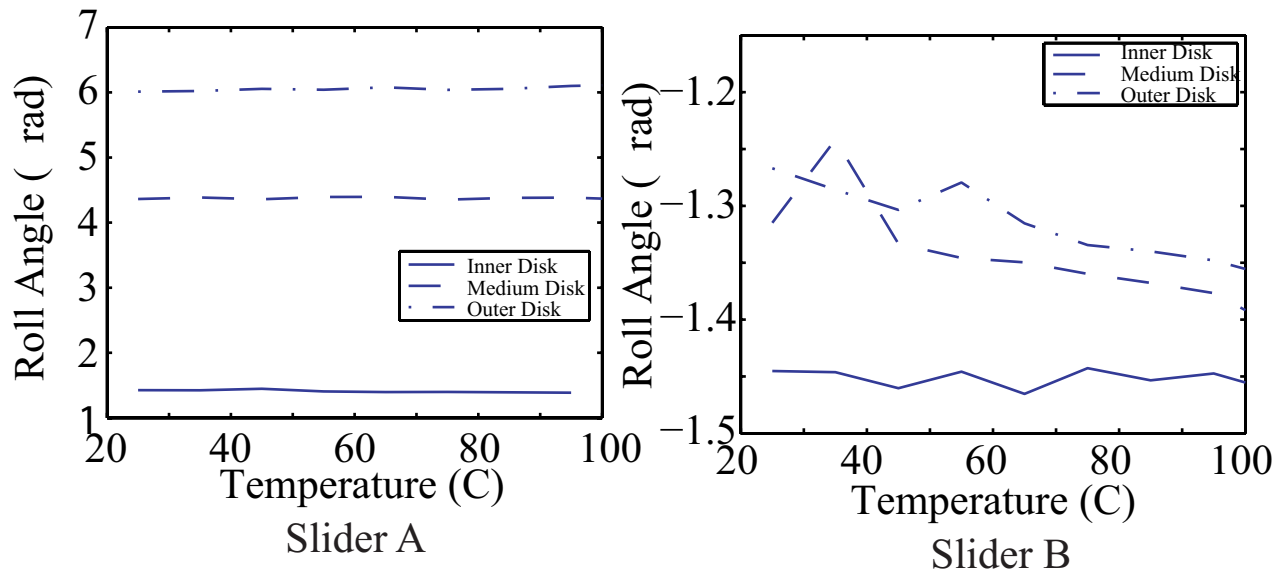 7
6
5
4
3
2
1
Roll Angle ( rad)
Inner Disk
Medium Disk
Outer Disk
20 40 60 80 100
Temperature (C)
Slider A
−1.2
−1.3
−1.4
−1.5
Roll Angle ( rad)
Inner Disk
Medium Disk
Outer Disk
20 40 60 80 100
Temperature (C)
Slider B